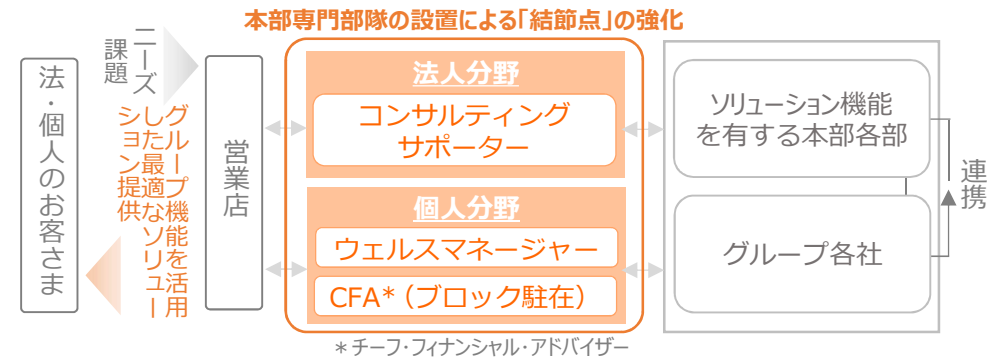 本部専門部隊の設置による「結節点」の強化
法・個人のお客さま
ニーズ
課題
グループ機能を活用
した最適なソリュー
ション提供
営業店
法人分野
コンサルティング
サポーター
個人分野
ウェルスマネージャー
CFA*（ブロック駐在）
ソリューション機能
を有する本部各部
グループ各社
連携
＊チーフ・フィナンシャル・アドバイザー